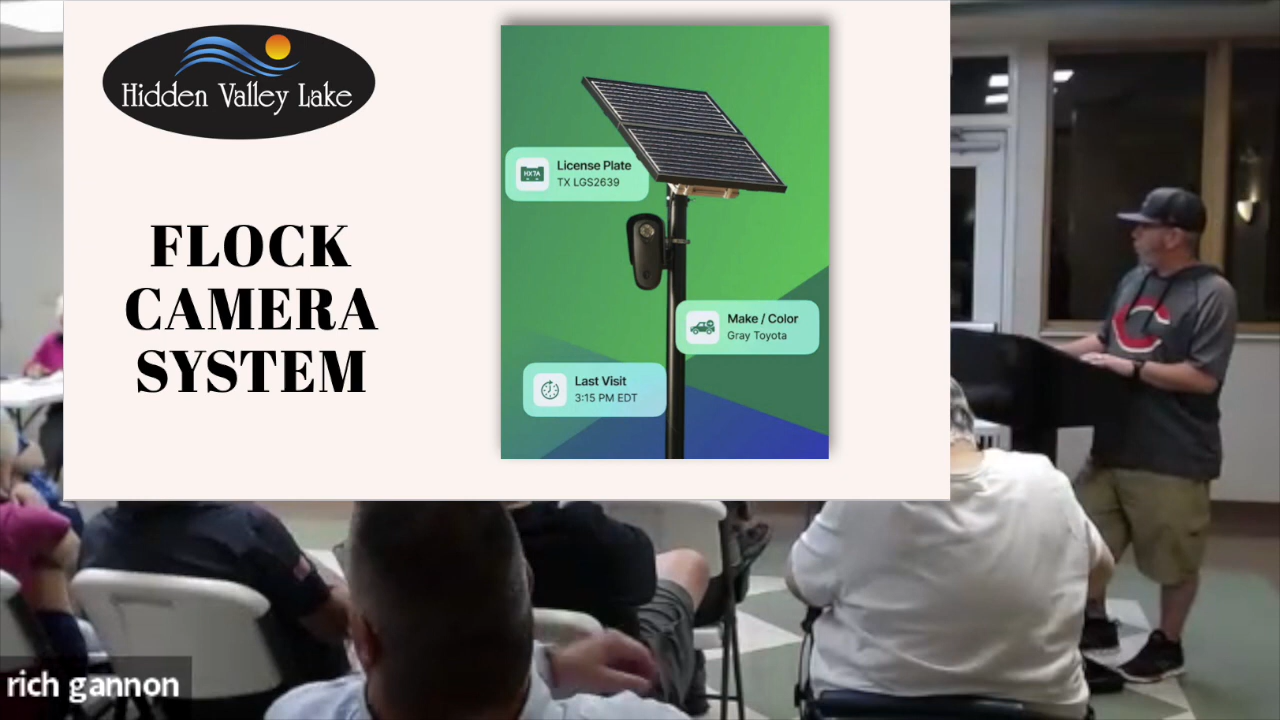 Hidden Valley Lake
FLOCK
CAMERA
SYSTEM
License Plate
TX LGS2639
HX7A
Make / Color
Gray Toyota
Last Visit
3:15 PM EDT
C
rich gannon